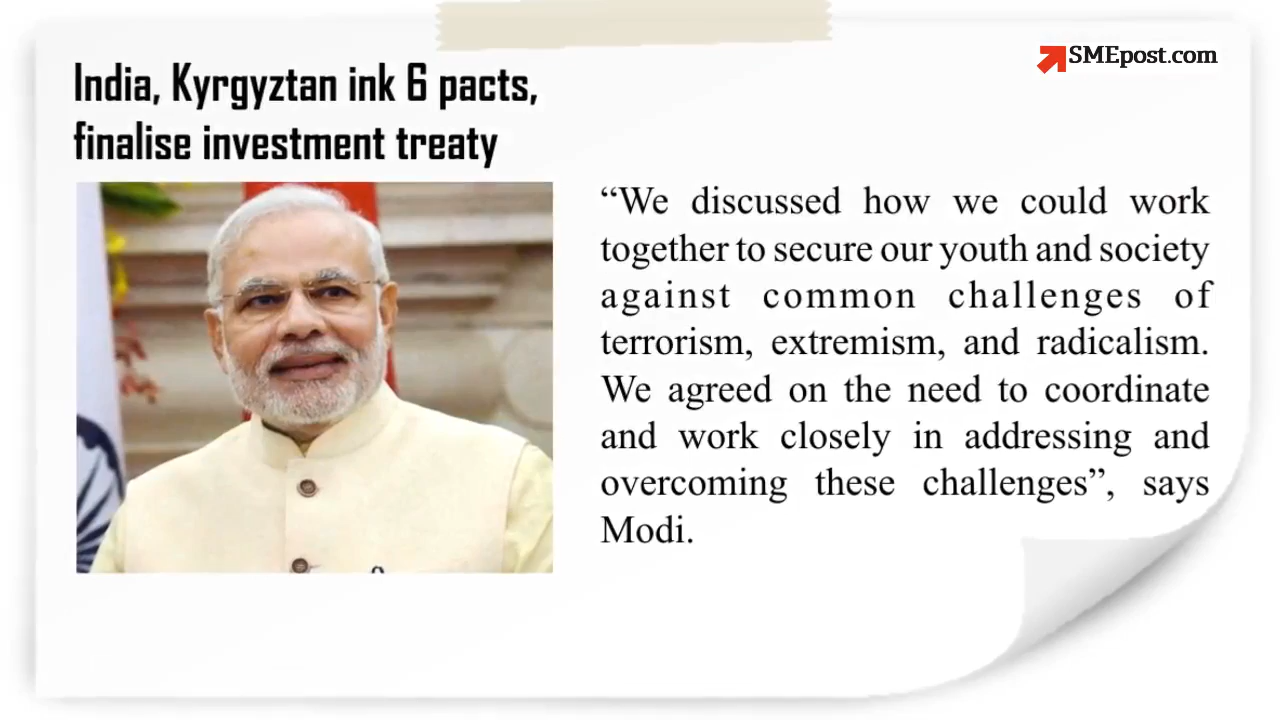 SMEpost.com
India, Kyrgyztan ink 6 pacts,
finalise investment treaty
“We discussed how we could work
together to secure our youth and society
against common challenges of
terrorism, extremism, and radicalism.
We agreed on the need to coordinate
and work closely in addressing and
overcoming these challenges”, says
Modi.